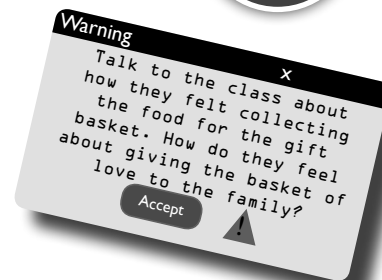 Warning
x
Talk to the class about
how they felt collecting
the food for the gift
basket. How do they feel
about giving the basket of
love to the family?
Accept
!